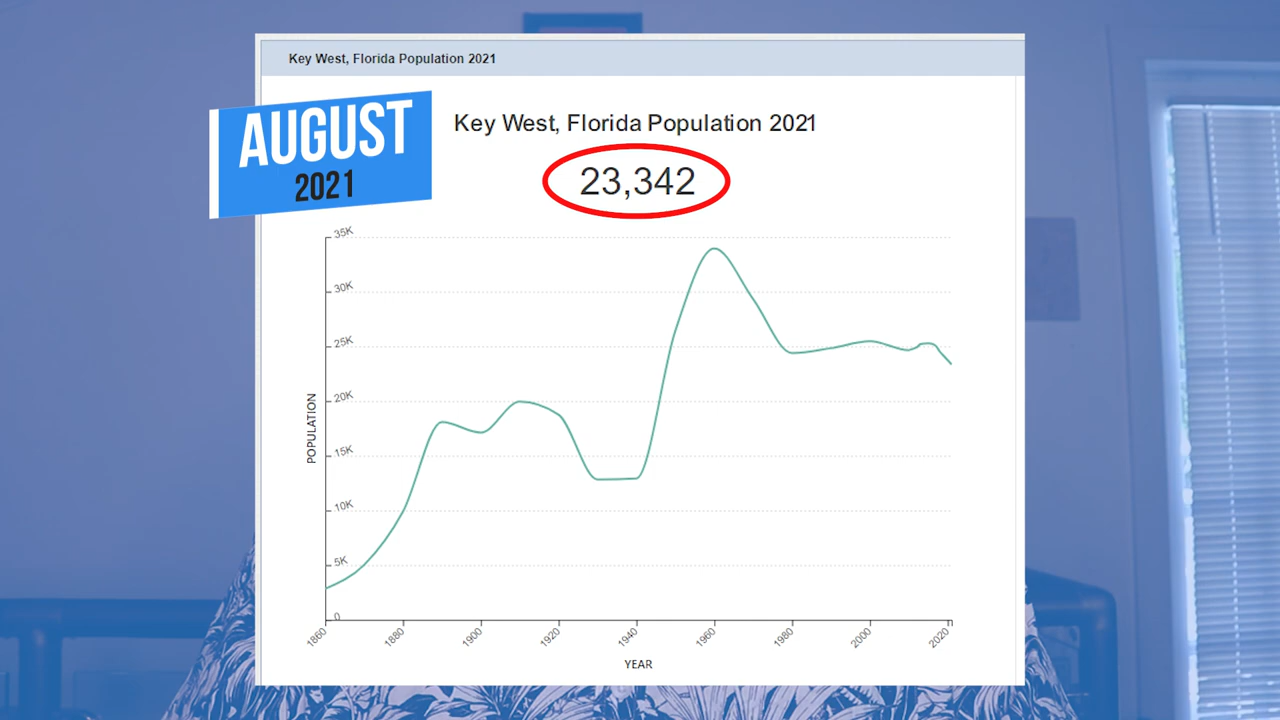 Key West, Florida Population 2021
AUGUST
2021
Key West, Florida Population 2021
23,342
35K
30K
25K
20K
15K
10K
5K
0
POPULATION
1860
1880
1900
1920
1940
1960
1980
2000
2020
YEAR